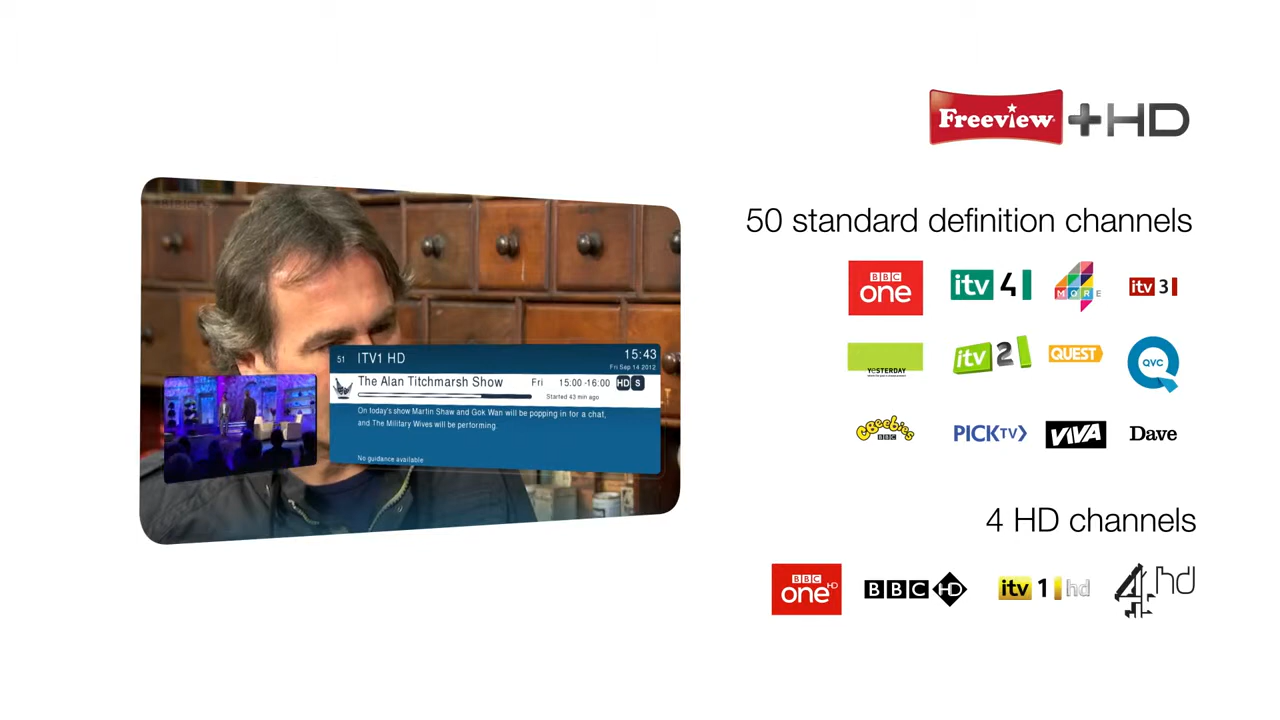 Freeview +HD
50 standard definition channels
BBC one
itv 4
MORE
itv 3
YESTERDAY
itv 2
QUEST
QVC
CBeebies BBC
PICKTV
VIVA
Dave
4 HD channels
BBC one HD
BBC HD
itv 1 hd
4 hd
51 ITV1 HD 15:43
Fri Sep 14 2012
The Alan Titchmarsh Show Fri 15:00-16:00 HD S
Started 43 min ago
On today's show Martin Shaw and Gok Wan will be popping in for a chat,
and The Military Wives will be performing.
No guidance available